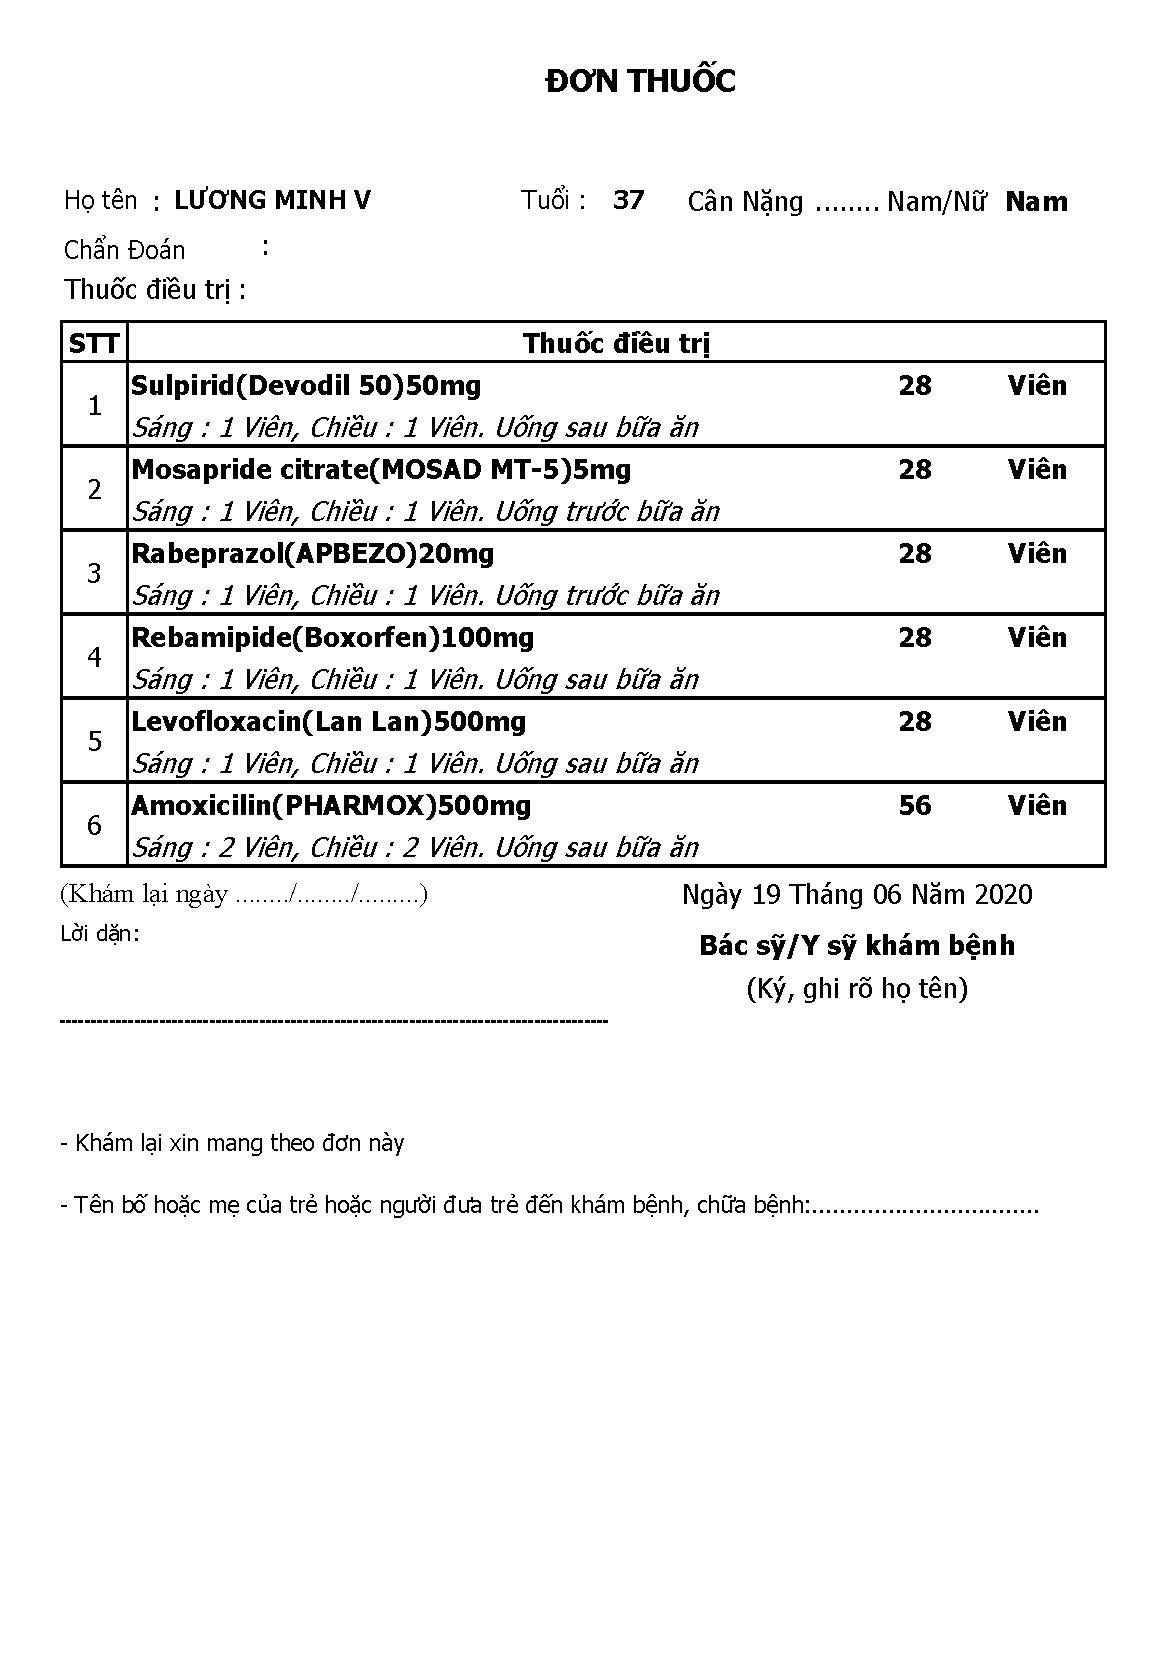 ĐƠN THUỐC
Họ tên : LƯƠNG MINH V Tuổi : 37 Cân Nặng ........ Nam/Nữ Nam
Chẩn Đoán :
Thuốc điều trị :
STT Thuốc điều trị
1 Sulpirid(Devodil 50)50mg 28 Viên
Sáng : 1 Viên, Chiều : 1 Viên. Uống sau bữa ăn
2 Mosapride citrate(MOSAD MT-5)5mg 28 Viên
Sáng : 1 Viên, Chiều : 1 Viên. Uống trước bữa ăn
3 Rabeprazol(APBEZO)20mg 28 Viên
Sáng : 1 Viên, Chiều : 1 Viên. Uống trước bữa ăn
4 Rebamipide(Boxorfen)100mg 28 Viên
Sáng : 1 Viên, Chiều : 1 Viên. Uống sau bữa ăn
5 Levofloxacin(Lan Lan)500mg 28 Viên
Sáng : 1 Viên, Chiều : 1 Viên. Uống sau bữa ăn
6 Amoxicilin(PHARMOX)500mg 56 Viên
Sáng : 2 Viên, Chiều : 2 Viên. Uống sau bữa ăn
(Khám lại ngày ......../......../.........) Ngày 19 Tháng 06 Năm 2020
Lời dặn:
Bác sỹ/Y sỹ khám bệnh
(Ký, ghi rõ họ tên)
- Khám lại xin mang theo đơn này
- Tên bố hoặc mẹ của trẻ hoặc người đưa trẻ đến khám bệnh, chữa bệnh:.................................